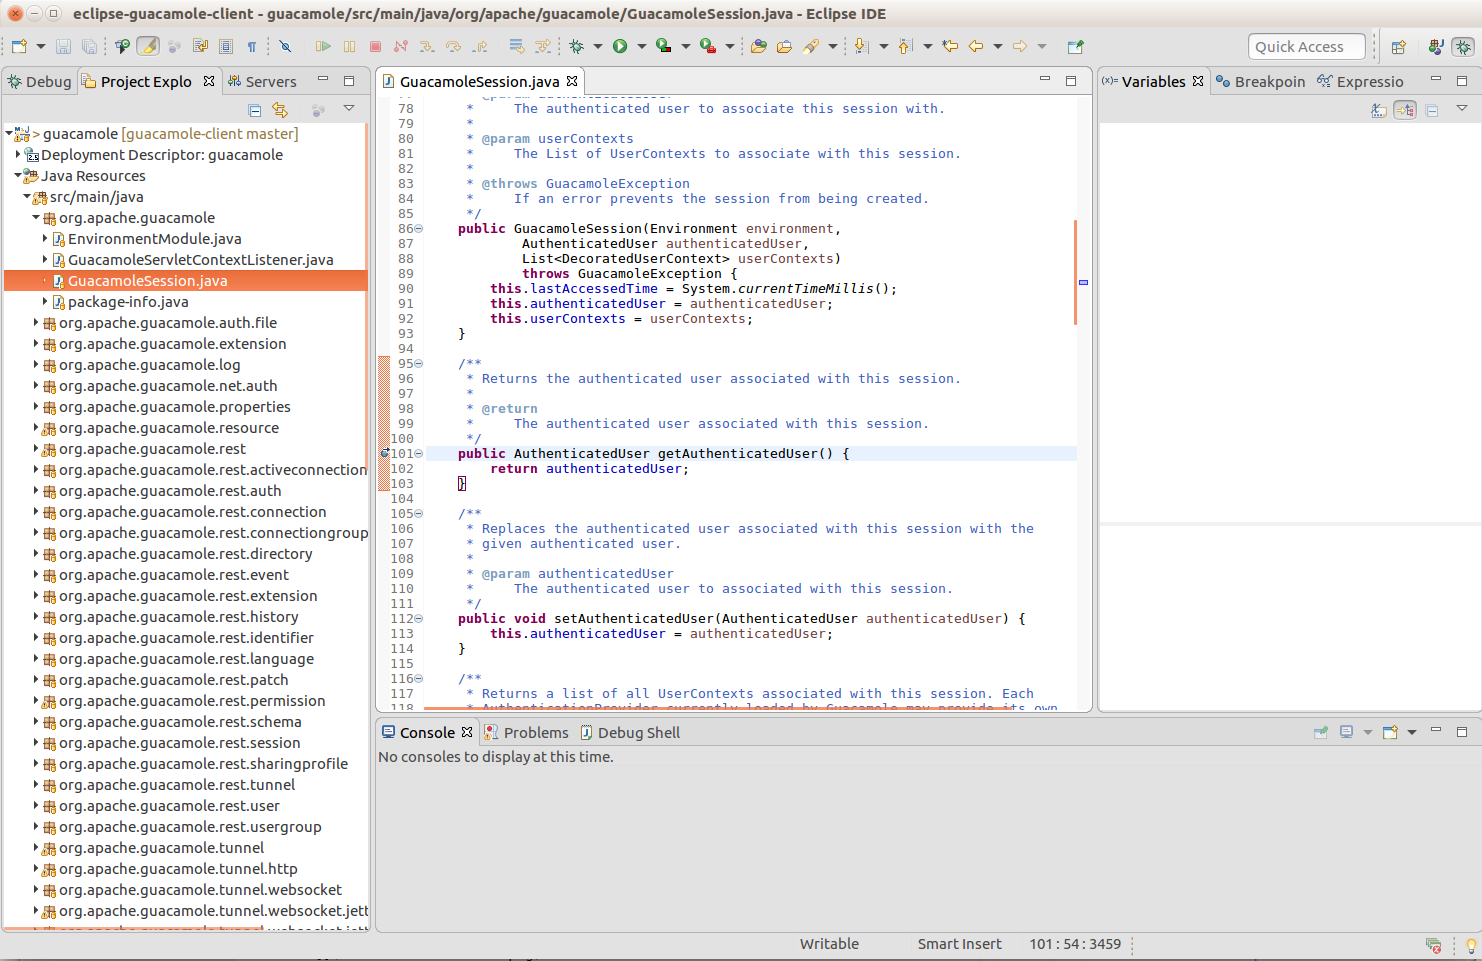 eclipse-guacamole-client - guacamole/src/main/java/org/apache/guacamole/GuacamoleSession.java - Eclipse IDE
Quick Access
Debug
Project Explo
Servers
> guacamole [guacamole-client master]
Deployment Descriptor: guacamole
Java Resources
src/main/java
org.apache.guacamole
EnvironmentModule.java
GuacamoleServletContextListener.java
GuacamoleSession.java
package-info.java
org.apache.guacamole.auth.file
org.apache.guacamole.extension
org.apache.guacamole.log
org.apache.guacamole.net.auth
org.apache.guacamole.properties
org.apache.guacamole.resource
org.apache.guacamole.rest
org.apache.guacamole.rest.activeconnection
org.apache.guacamole.rest.auth
org.apache.guacamole.rest.connection
org.apache.guacamole.rest.connectiongroup
org.apache.guacamole.rest.directory
org.apache.guacamole.rest.event
org.apache.guacamole.rest.extension
org.apache.guacamole.rest.history
org.apache.guacamole.rest.identifier
org.apache.guacamole.rest.language
org.apache.guacamole.rest.patch
org.apache.guacamole.rest.permission
org.apache.guacamole.rest.schema
org.apache.guacamole.rest.session
org.apache.guacamole.rest.sharingprofile
org.apache.guacamole.rest.tunnel
org.apache.guacamole.rest.user
org.apache.guacamole.rest.usergroup
org.apache.guacamole.tunnel
org.apache.guacamole.tunnel.http
org.apache.guacamole.tunnel.websocket
org.apache.guacamole.tunnel.websocket.jett
GuacamoleSession.java
78 * The authenticated user to associate this session with.
79 *
80 * @param userContexts
81 * The List of UserContexts to associate with this session.
82 *
83 * @throws GuacamoleException
84 * If an error prevents the session from being created.
85 */
86 public GuacamoleSession(Environment environment,
87 AuthenticatedUser authenticatedUser,
88 List<DecoratedUserContext> userContexts)
89 throws GuacamoleException {
90 this.lastAccessedTime = System.currentTimeMillis();
91 this.authenticatedUser = authenticatedUser;
92 this.userContexts = userContexts;
93 }
94
95 /**
96 * Returns the authenticated user associated with this session.
97 *
98 * @return
99 * The authenticated user associated with this session.
100 */
101 public AuthenticatedUser getAuthenticatedUser() {
102 return authenticatedUser;
103 }
104
105 /**
106 * Replaces the authenticated user associated with this session with the
107 * given authenticated user.
108 *
109 * @param authenticatedUser
110 * The authenticated user to associated with this session.
111 */
112 public void setAuthenticatedUser(AuthenticatedUser authenticatedUser) {
113 this.authenticatedUser = authenticatedUser;
114 }
115
116 /**
117 * Returns a list of all UserContexts associated with this session. Each
118 * AuthenticationProvider currently loaded by Guacamole may provide its own
(x)= Variables
Breakpoin
Expressio
Console
Problems
Debug Shell
No consoles to display at this time.
Writable
Smart Insert
101 : 54 : 3459